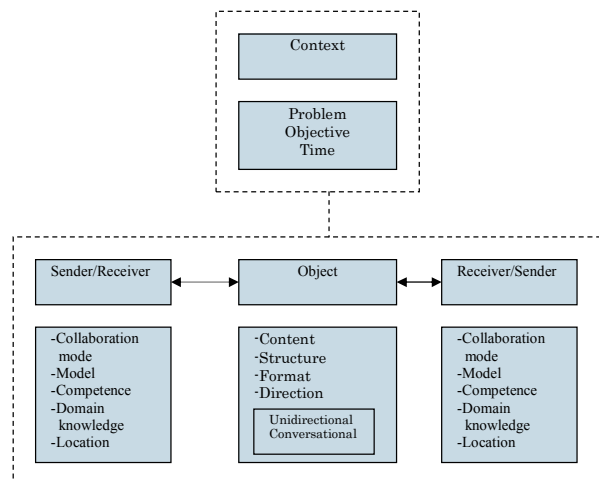 Context
Problem
Objective
Time
Sender/Receiver
Object
Receiver/Sender
-Collaboration
mode
-Model
-Competence
-Domain
knowledge
-Location
-Content
-Structure
-Format
-Direction
Unidirectional
Conversational
-Collaboration
mode
-Model
-Competence
-Domain
knowledge
-Location